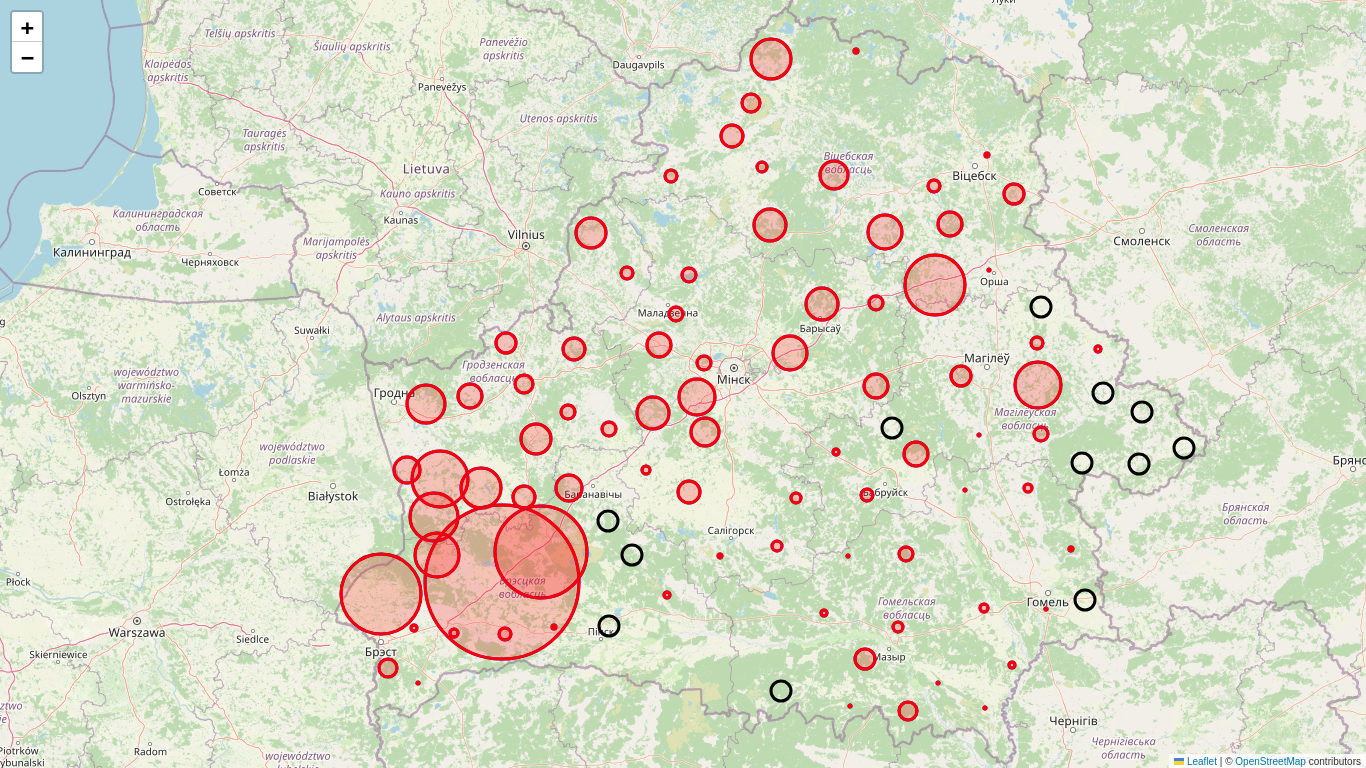 +
−
Луки
Telšių apskritis
Šiaulių apskritis
Panevėžio
apskritis
Klaipėdos
apskritis
Daugavpils
Panevėžys
Utenos apskritis
Tauragės
apskritis
Lietuva
Віцебская
вобласць
Віцебск
Советск
Kauno apskritis
Kaunas
Калининградская
область
Vilnius
Marijampolės
apskritis
Калининград
Черняховск
Смоленск
Смоленская
область
Орша
g
Маладзечна
Alytaus apskritis
Suwałki
Барысаў
Магілёў
Гродзенская
вобласць
Мінск
województwo
warmińsko-
mazurskie
Olsztyn
Гродна
Магілёўская
вобласць
województwo
podlaskie
Łomża
Białystok
Ostrołęka
Баранавічы
Бабруйск
Брянс
Брянская
область
Салігорск
Płock
Брэсцкая
вобласць
Гомельская
вобласць
Гомель
Warszawa
Siedlce
Пінск
Skierniewice
Брэст
Мазыр
ztwo
ie
Чернігів
Чернігівська
область
Piotrków
ybunalski
Radom
województwo
lubelskie
Leaflet | © OpenStreetMap contributors